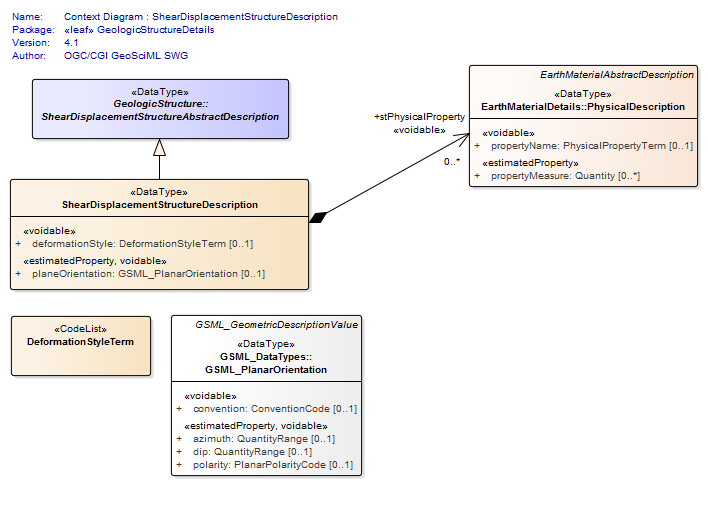 Name: Context Diagram : ShearDisplacementStructureDescription
Package: «leaf» GeologicStructureDetails
Version: 4.1
Author: OGC/CGI GeoSciML SWG
«DataType»
GeologicStructure::
ShearDisplacementStructureAbstractDescription
EarthMaterialAbstractDescription
«DataType»
EarthMaterialDetails::PhysicalDescription
«voidable»
+ propertyName: PhysicalPropertyTerm [0..1]
«estimatedProperty»
+ propertyMeasure: Quantity [0..*]
+stPhysicalProperty
«voidable»
0..*
«DataType»
ShearDisplacementStructureDescription
«voidable»
+ deformationStyle: DeformationStyleTerm [0..1]
«estimatedProperty, voidable»
+ planeOrientation: GSML_PlanarOrientation [0..1]
«CodeList»
DeformationStyleTerm
GSML_GeometricDescriptionValue
«DataType»
GSML_DataTypes::
GSML_PlanarOrientation
«voidable»
+ convention: ConventionCode [0..1]
«estimatedProperty, voidable»
+ azimuth: QuantityRange [0..1]
+ dip: QuantityRange [0..1]
+ polarity: PlanarPolarityCode [0..1]